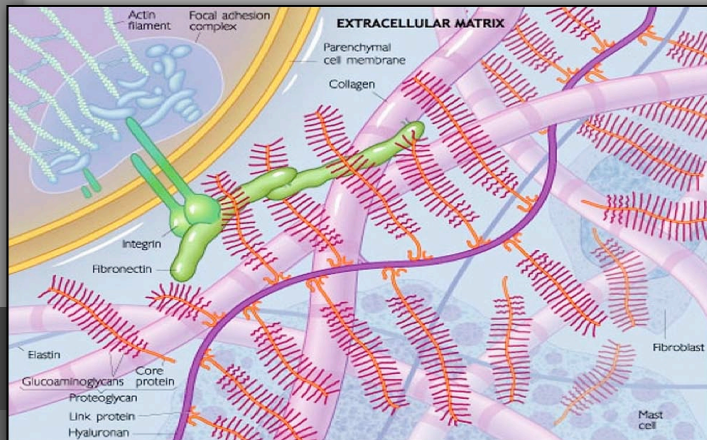 EXTRACELLULAR MATRIX
Actin
filament
Focal adhesion
complex
Parenchymal
cell membrane
Collagen
Integrin
Fibronectin
Elastin
Glucoaminoglycans
Core
protein
Proteoglycan
Link protein
Hyaluronan
Fibroblast
Mast
cell